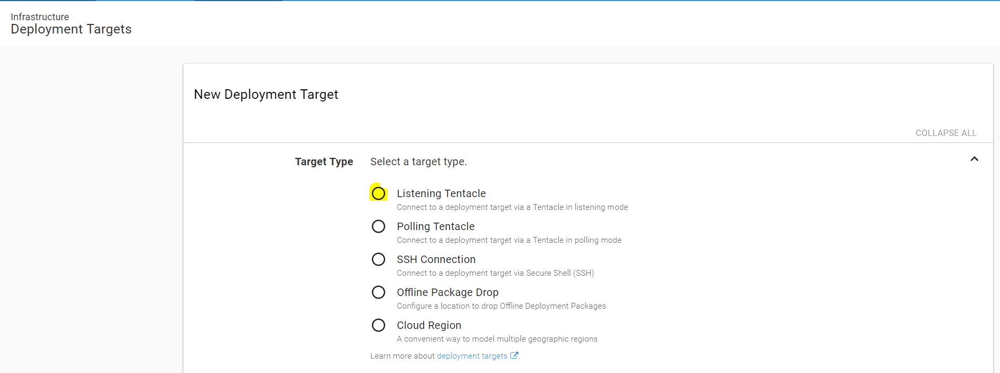 Infrastructure
Deployment Targets
New Deployment Target
COLLAPSE ALL
Target Type Select a target type.
Listening Tentacle
Connect to a deployment target via a Tentacle in listening mode
Polling Tentacle
Connect to a deployment target via a Tentacle in polling mode
SSH Connection
Connect to a deployment target via Secure Shell (SSH)
Offline Package Drop
Configure a location to drop Offline Deployment Packages
Cloud Region
A convenient way to model multiple geographic regions
Learn more about deployment targets.